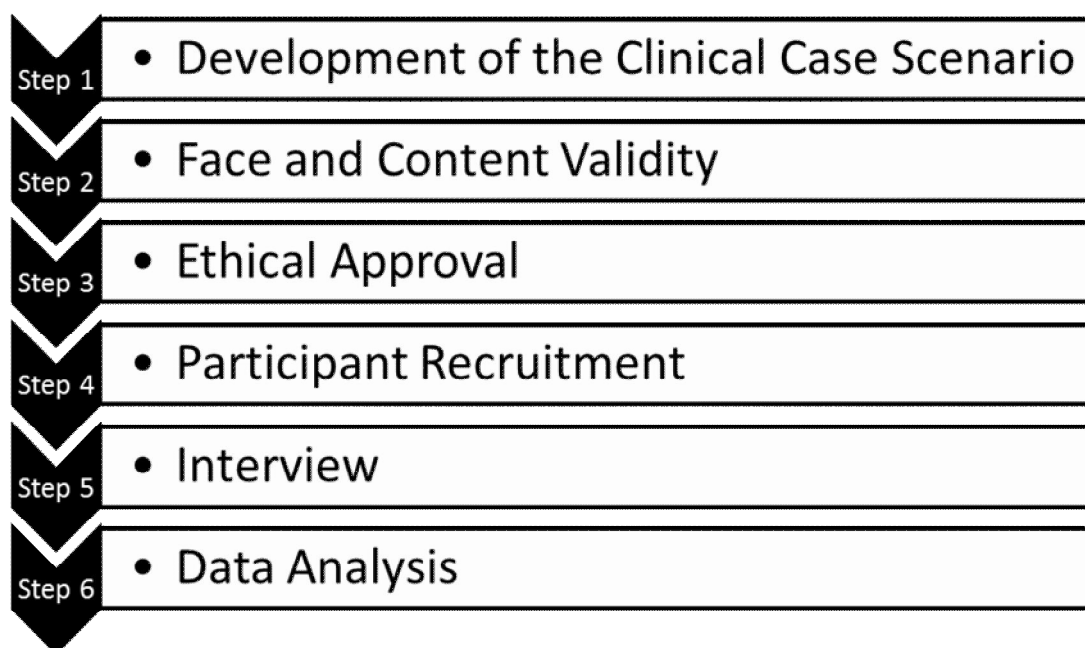 Step 1
• Development of the Clinical Case Scenario
Step 2
• Face and Content Validity
Step 3
• Ethical Approval
Step 4
• Participant Recruitment
Step 5
• Interview
Step 6
• Data Analysis